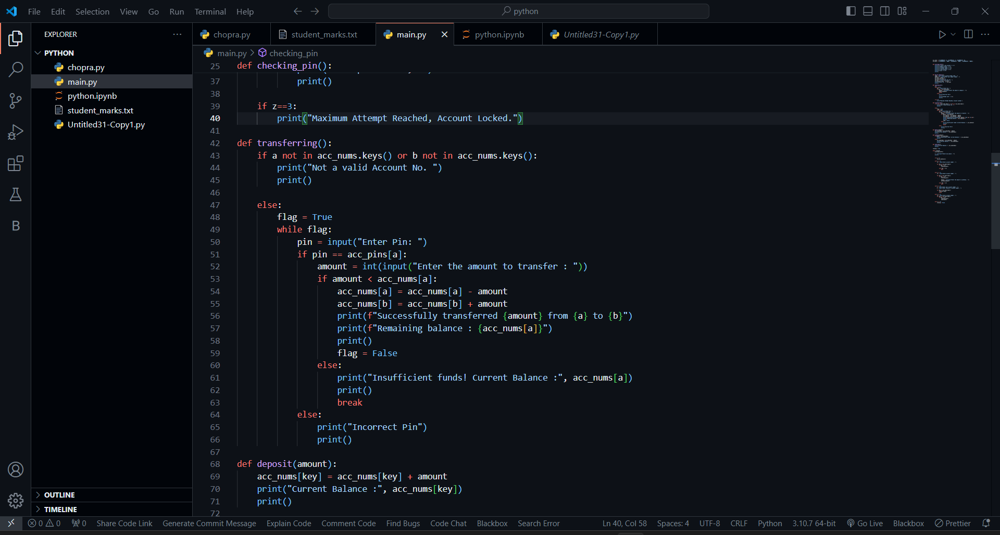 File Edit Selection View Go Run Terminal Help
python
EXPLORER
PYTHON
chopra.py
main.py
python.ipynb
student_marks.txt
Untitled31-Copy1.py
OUTLINE
TIMELINE
chopra.py student_marks.txt main.py python.ipynb Untitled31-Copy1.py
main.py > checking_pin
25 def checking_pin():
37 print()
38
39 if z==3:
40 print("Maximum Attempt Reached, Account Locked.")
41
42 def transferring():
43 if a not in acc_nums.keys() or b not in acc_nums.keys():
44 print("Not a valid Account No. ")
45 print()
46
47 else:
48 flag = True
49 while flag:
50 pin = input("Enter Pin: ")
51 if pin == acc_pins[a]:
52 amount = int(input("Enter the amount to transfer : "))
53 if amount < acc_nums[a]:
54 acc_nums[a] = acc_nums[a] - amount
55 acc_nums[b] = acc_nums[b] + amount
56 print(f"Successfully transferred {amount} from {a} to {b}")
57 print(f"Remaining balance : {acc_nums[a]}")
58 print()
59 flag = False
60 else:
61 print("Insufficient funds! Current Balance :", acc_nums[a])
62 print()
63 break
64 else:
65 print("Incorrect Pin")
66 print()
67
68 def deposit(amount):
69 acc_nums[key] = acc_nums[key] + amount
70 print("Current Balance :", acc_nums[key])
71 print()
72
B
0 0 0 Share Code Link Generate Commit Message Explain Code Comment Code Find Bugs Code Chat Blackbox Search Error Ln 40, Col 58 Spaces: 4 UTF-8 CRLF Python 3.10.7 64-bit Go Live Blackbox Prettier